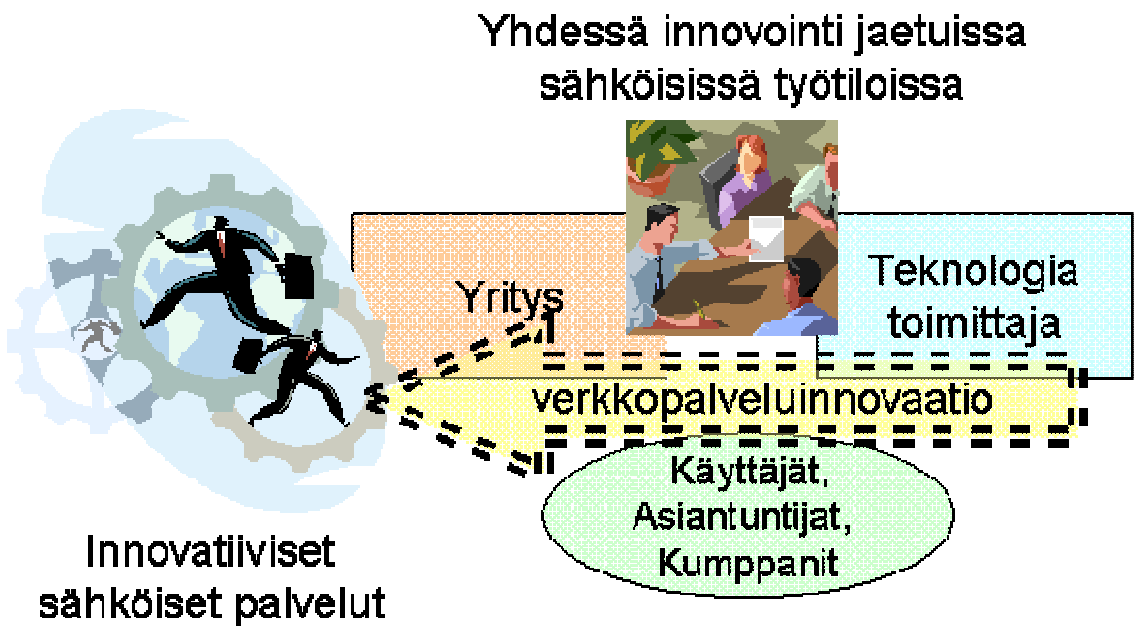 Yhdessä innovointi jaetuissa
sähköisissä työtiloissa
Yritys
Teknologia
toimittaja
verkkopalveluinnovaatio
Käyttäjät,
Asiantuntijat,
Kumppanit
Innovatiiviset
sähköiset palvelut